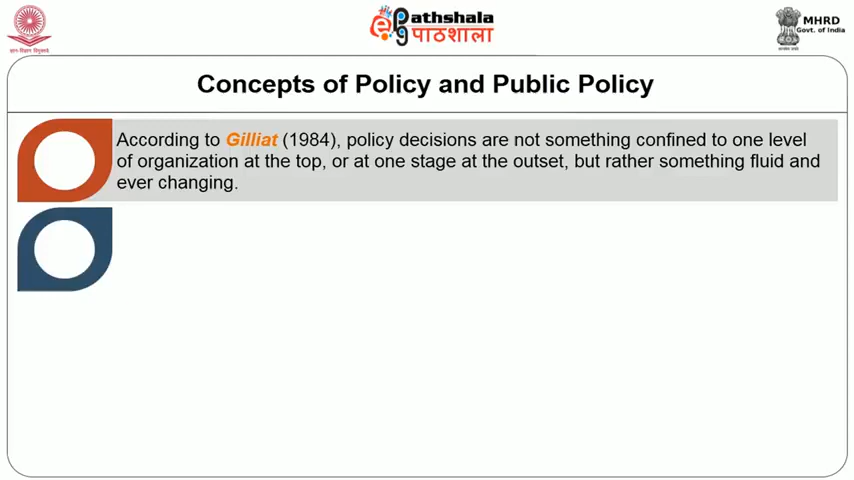 ePathshala
पाठशाला
MHRD
Govt. of India
Concepts of Policy and Public Policy
According to Gilliat (1984), policy decisions are not something confined to one level
of organization at the top, or at one stage at the outset, but rather something fluid and
ever changing.